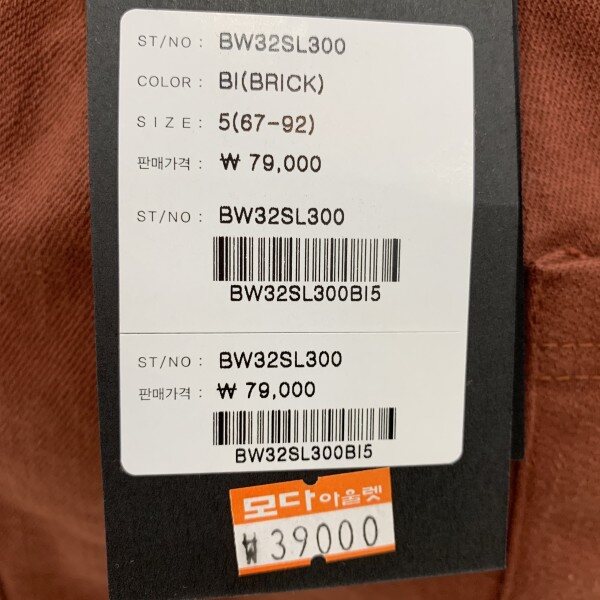 ST/NO : BW32SL300
COLOR : BI(BRICK)
SIZE : 5(67-92)
판매가격 : ₩ 79,000
ST/NO : BW32SL300
BW32SL300BI5
ST/NO : BW32SL300
판매가격 : ₩ 79,000
BW32SL300BI5
모다아울렛
₩39000